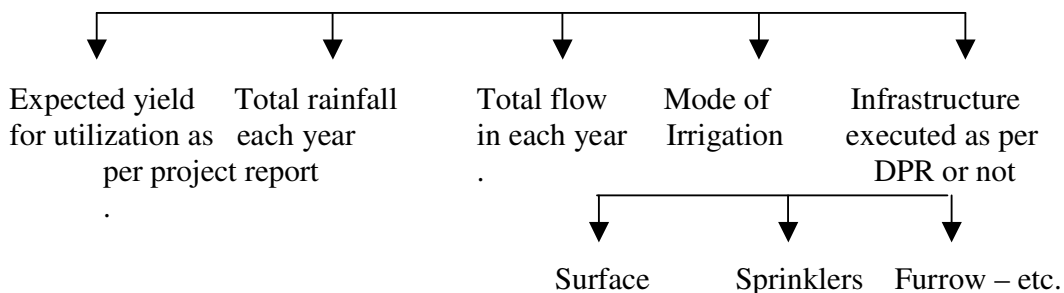 Expected yield Total rainfall Total flow Mode of Infrastructure
for utilization as each year in each year Irrigation executed as per
per project report . DPR or not
.
Surface Sprinklers Furrow – etc.